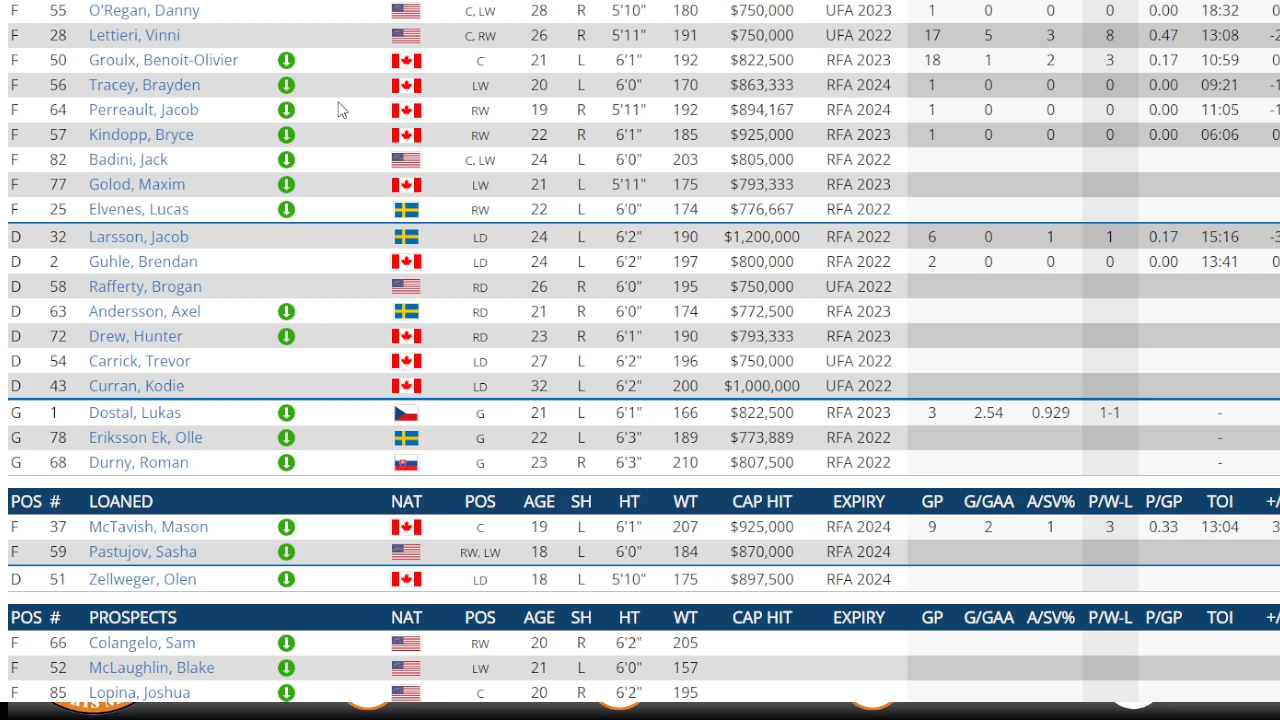 F 55 O'Regan, Danny C, LW 28 5'10" 180 $750,000 RFA 2023 0 0 0 0.00 18:32
F 28 Lettieri, Vinni C, RW 26 R 5'11" 191 $750,000 UFA 2022 17 5 3 8 0.47 13:08
F 50 Groulx, Benoit-Olivier C 21 L 6'1" 192 $822,500 RFA 2023 18 1 2 3 0.17 10:59
F 56 Tracey, Brayden LW 20 L 6'0" 170 $863,333 RFA 2024 1 0 0 0.00 09:21 -1
F 64 Perreault, Jacob RW 19 R 5'11" 192 $894,167 RFA 2024 1 0 0 0.00 11:05
F 57 Kindopp, Bryce RW 22 R 6'1" 185 $925,000 RFA 2023 1 0 0 0.00 06:06
F 82 Badini, Jack C, LW 24 L 6'0" 203 RFA 2022
F 77 Golod, Maxim LW 21 L 5'11" 175 $793,333 RFA 2023
F 25 Elvenes, Lucas RW 22 L 6'0" 174 $776,667 RFA 2022
D 32 Larsson, Jacob LD 24 L 6'2" 190 $1,200,000 RFA 2022 6 0 1 0.17 15:16
D 2 Guhle, Brendan LD 24 L 6'2" 197 $800,000 RFA 2022 2 0 0 0.00 13:41
D Rafferty, Brogan RD 26 R 6'0" 195 $750,000 UFA 2022
D 63 Andersson, Axel RD 21 R 6'0" $772,500 RFA 2023
D 72 Drew, Hunter RD 23 R 6'1" 190 $793,333 RFA 2022
D 54 Carrick, Trevor LD 27 L 6'2" 196 $750,000 UFA 2022
D 43 Curran, Kodie LD 32 L 6'2" 200 $1,000,000 UFA 2022
G 1 Dostal, Lukas G 21 L 6'1" 166 $822,500 RFA 2023 3 2.54 0.929 1-1 -
G 78 Eriksson Ek, Olle G 22 L 6'3" 189 $773,889 RFA 2022 -
G 68 Durny, Roman G 23 R 6'3" $807,500 RFA 2022 -
POS # LOANED NAT POS AGE SH HT WT CAP HIT EXPIRY GP G/GAA A/SV% P/W-L P/GP TOI +/
F 37 McTavish, Mason C 19 L 6'1" 207 $925,000 RFA 2024 9 2 1 3 0.33 13:04
F 59 Pastujov, Sasha RW, LW 18 L 6'0" 184 RFA 2024
D 51 Zellweger, Olen LD 18 L 5'10" 175 $897,500 RFA 2024
POS # PROSPECTS NAT POS AGE SH HT WT CAP HIT EXPIRY GP G/GAA A/SV% P/W-L P/GP TOI +/
F 66 Colangelo, Sam RW 20 R 6'2" 205
F 52 McLaughlin, Blake LW 21 L 6'0" 157
F Lopina, Joshua C 20 R 6'2" 195